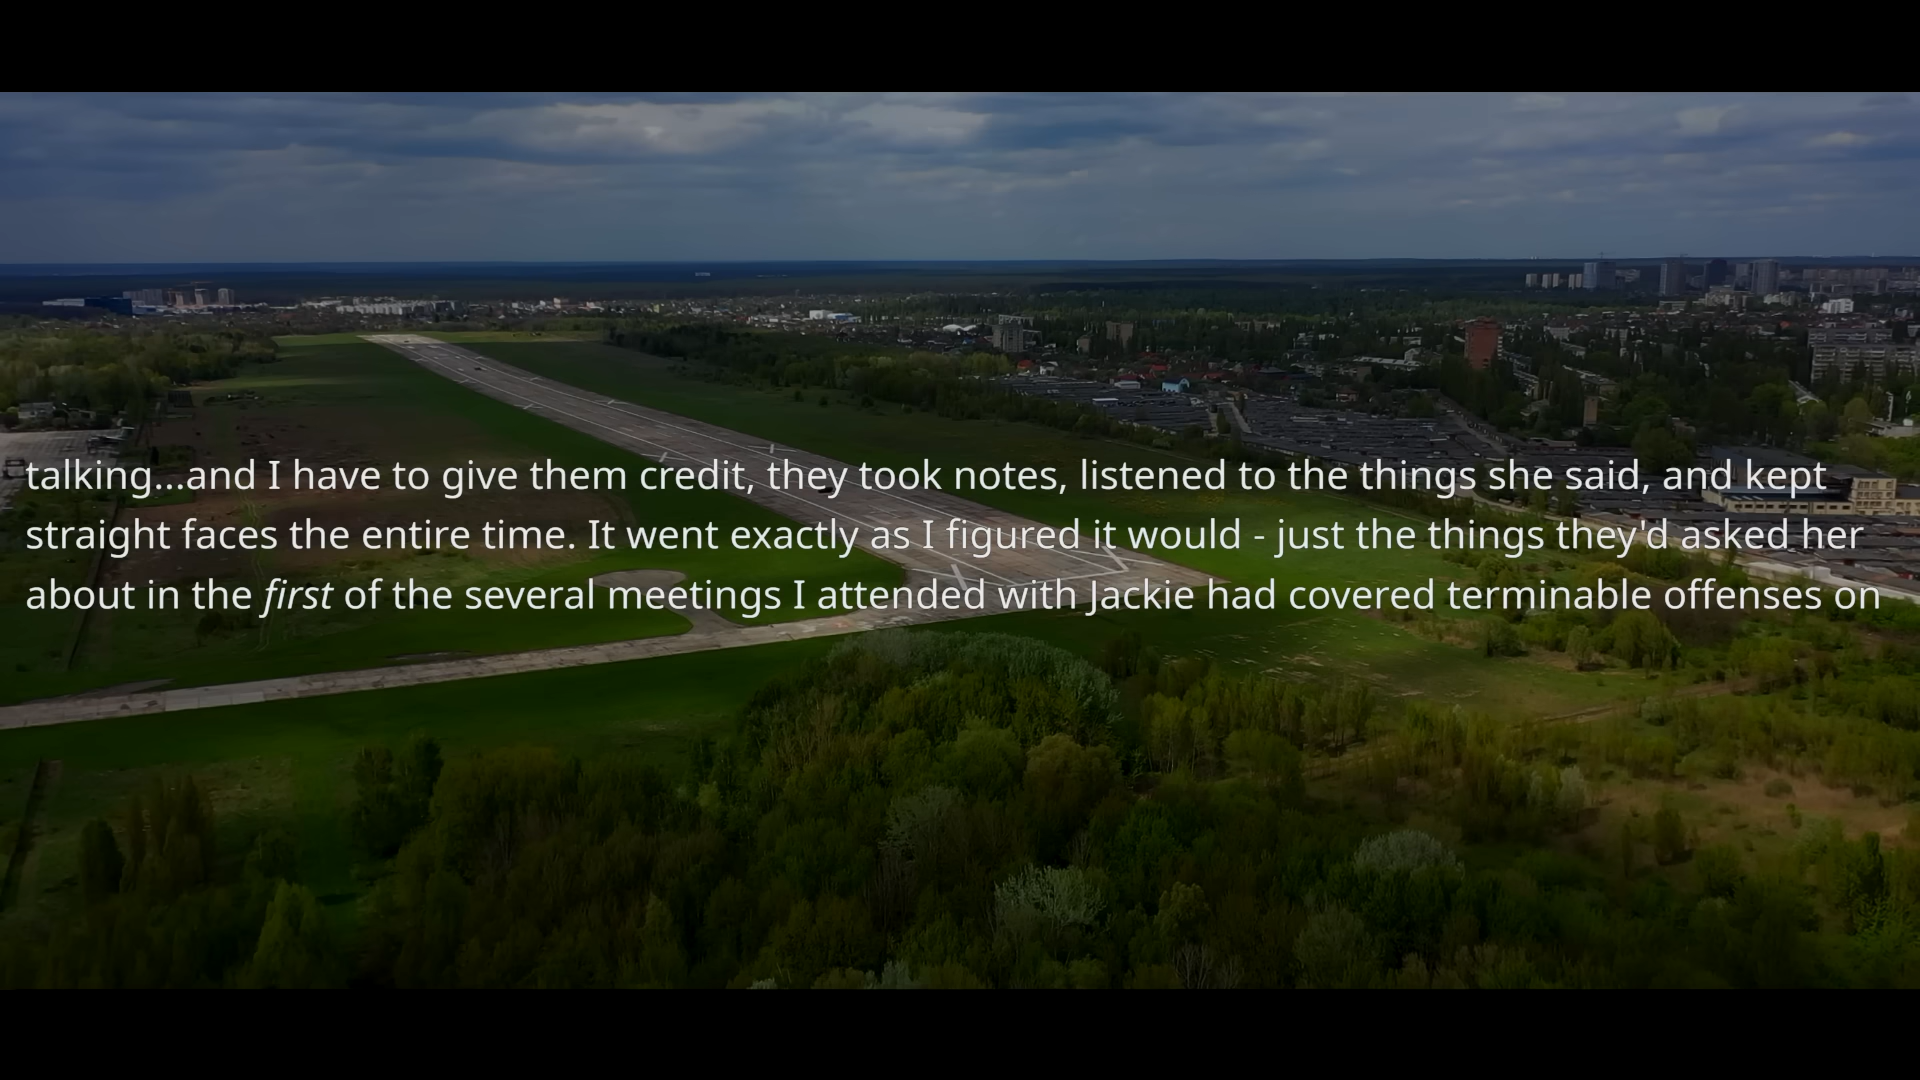 talking...and I have to give them credit, they took notes, listened to the things she said, and kept
straight faces the entire time. It went exactly as I figured it would - just the things they'd asked her
about in the first of the several meetings I attended with Jackie had covered terminable offenses on